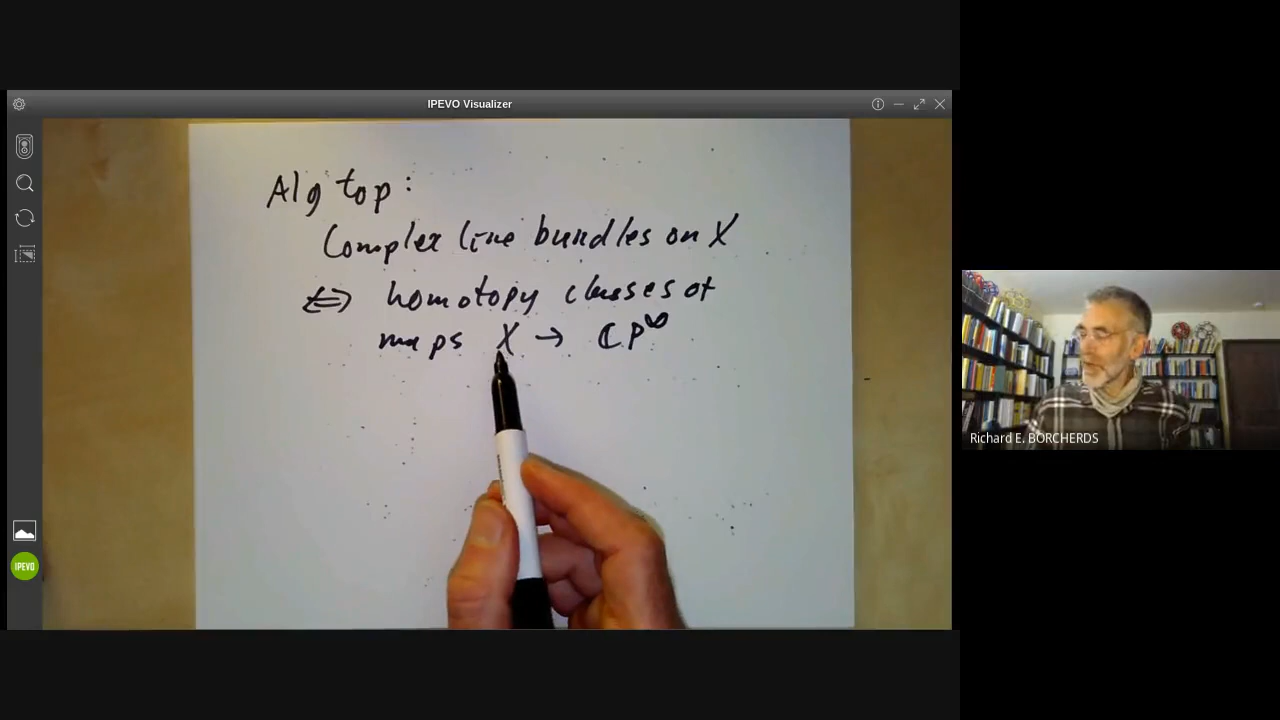 IPEVO Visualizer
Alg top:
Complex line bundles on X
⇔ homotopy classes of
maps X → ℂP^∞
IPEVO
Richard E. BORCHERDS